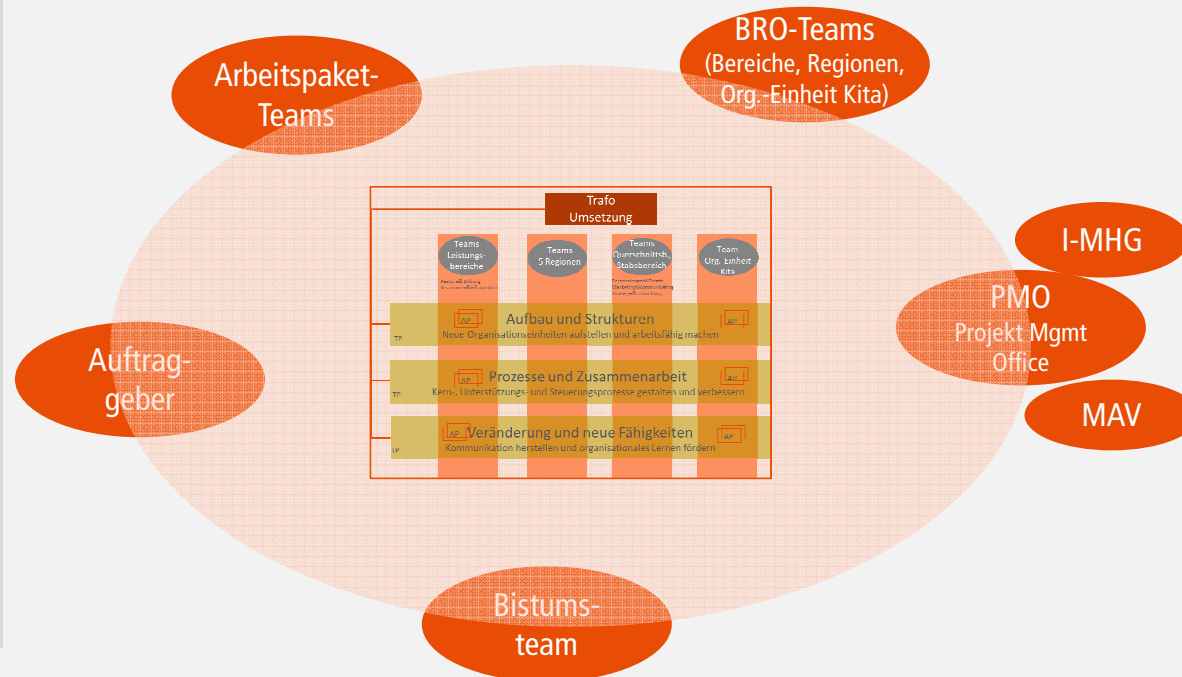 BRO-Teams
(Bereiche, Regionen,
Org.-Einheit Kita)
Arbeitspaket-
Teams
I-MHG
PMO
Projekt Mgmt
Office
MAV
Auftrag-
geber
Bistums-
team
Trafo
Umsetzung
Teams
Leistungs-
bereiche
Teams
5 Regionen
Teams
Querschnittsb.
Stabsbereich
Team
Org. Einheit
Kita
AP
Aufbau und Strukturen
AP
Neue Organisationseinheiten aufstellen und arbeitsfähig machen
TP
AP
Prozesse und Zusammenarbeit
AP
Kern-, Unterstützungs- und Steuerungsprozesse gestalten und verbessern
TP
AP
Veränderung und neue Fähigkeiten
AP
Kommunikation herstellen und organisationales Lernen fördern
TP